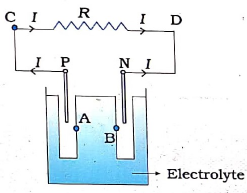 C I R I D
I P N I
A
B
Electrolyte